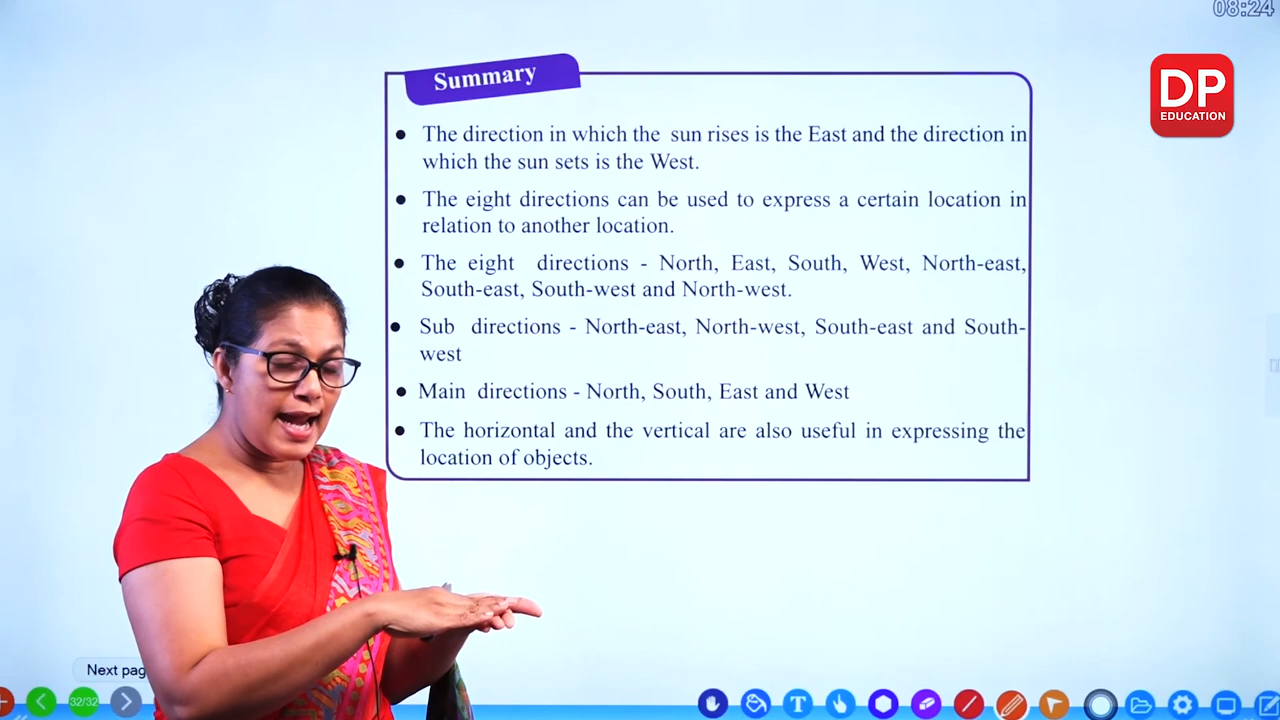 08:24
Summary
DP
EDUCATION
● The direction in which the sun rises is the East and the direction in
which the sun sets is the West.
● The eight directions can be used to express a certain location in
relation to another location.
● The eight directions - North, East, South, West, North-east,
South-east, South-west and North-west.
● Sub directions - North-east, North-west, South-east and South-
west
● Main directions - North, South, East and West
● The horizontal and the vertical are also useful in expressing the
location of objects.
Next pag
32/32
T